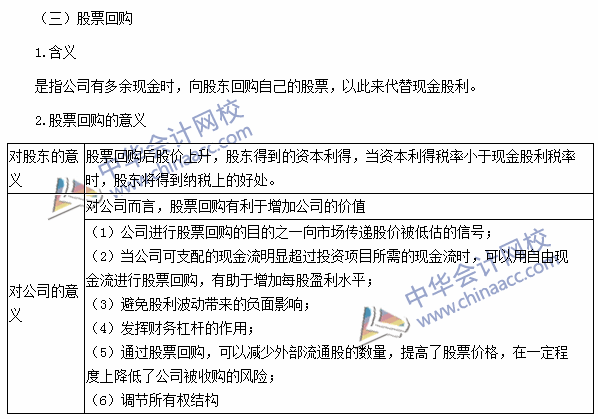 （三）股票回购
1.含义
是指公司有多余现金时，向股东回购自己的股票，以此来代替现金股利。
2.股票回购的意义
对股东的意义
股票回购后股价上升，股东得到的资本利得，当资本利得税率小于现金股利税率
时，股东将得到纳税上的好处。
对公司的意义
对公司而言，股票回购有利于增加公司的价值
（1）公司进行股票回购的目的之一向市场传递股价被低估的信号；
（2）当公司可支配的现金流明显超过投资项目所需的现金流时，可以用自由现
金流进行股票回购，有助于增加每股盈利水平；
（3）避免股利波动带来的负面影响；
（4）发挥财务杠杆的作用；
（5）通过股票回购，可以减少外部流通股的数量，提高了股票价格，在一定程
度上降低了公司被收购的风险；
（6）调节所有权结构
中华会计网校
www.chinaacc.com
中华会计网校
www.chinaacc.com